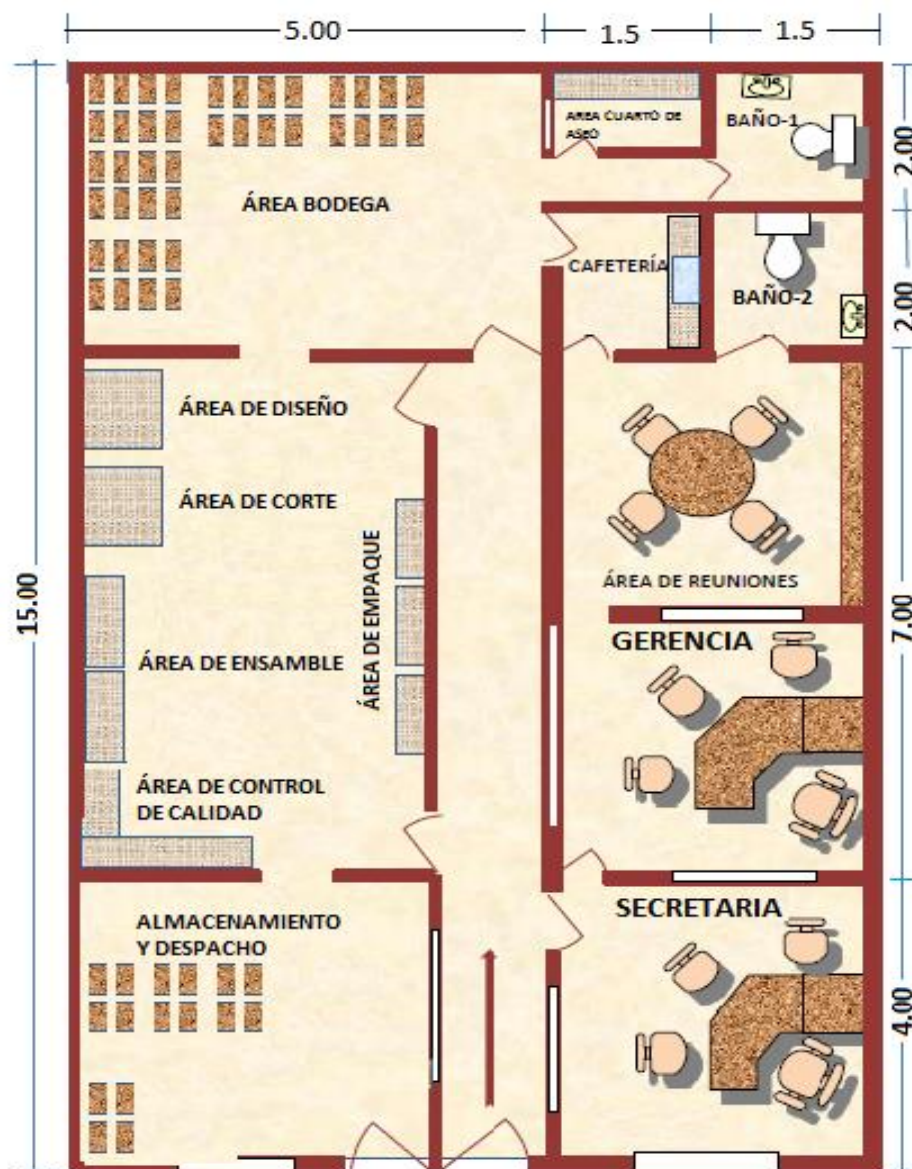 5.00
1.5
1.5
AREA CUARTO DE
ASEO
BAÑO-1
2.00
ÁREA BODEGA
CAFETERÍA
BAÑO-2
2.00
ÁREA DE DISEÑO
ÁREA DE CORTE
ÁREA DE EMPAQUE
ÁREA DE REUNIONES
15.00
7.00
GERENCIA
ÁREA DE ENSAMBLE
ÁREA DE CONTROL
DE CALIDAD
SECRETARIA
ALMACENAMIENTO
Y DESPACHO
4.00